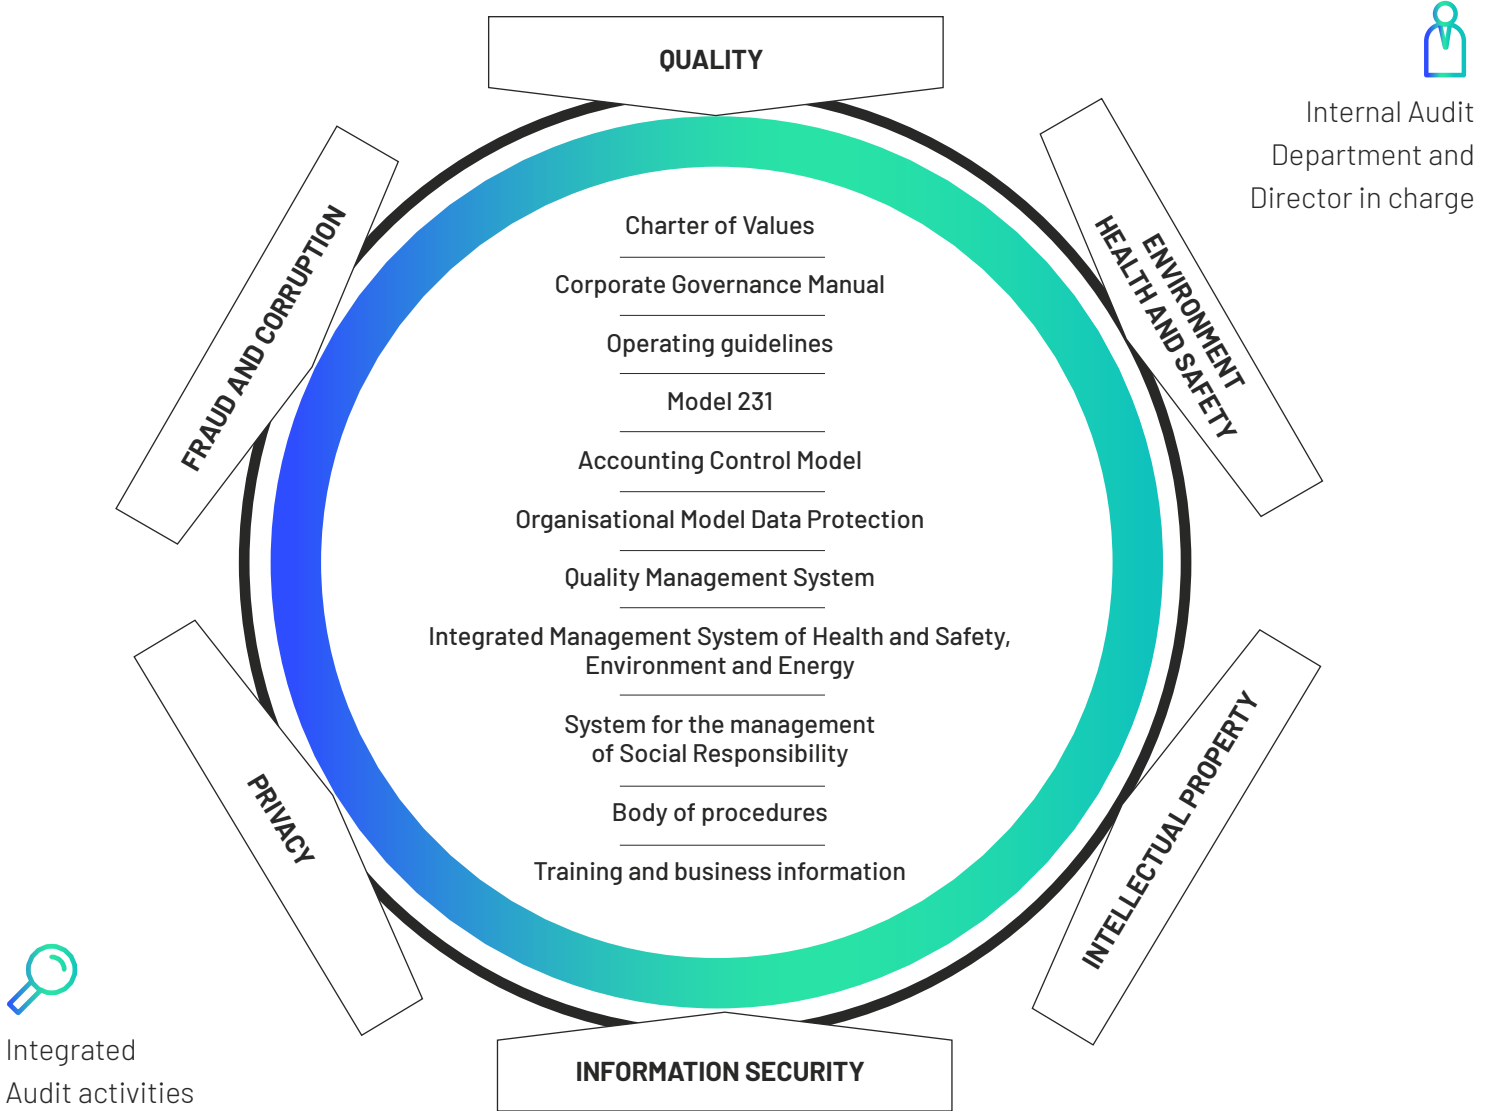 QUALITY
Internal Audit
Department and
Director in charge
FRAUD AND CORRUPTION
ENVIRONMENT
HEALTH AND SAFETY
Charter of Values
Corporate Governance Manual
Operating guidelines
Model 231
Accounting Control Model
Organisational Model Data Protection
Quality Management System
Integrated Management System of Health and Safety,
Environment and Energy
System for the management
of Social Responsibility
Body of procedures
Training and business information
PRIVACY
INTELLECTUAL PROPERTY
Integrated
Audit activities
INFORMATION SECURITY